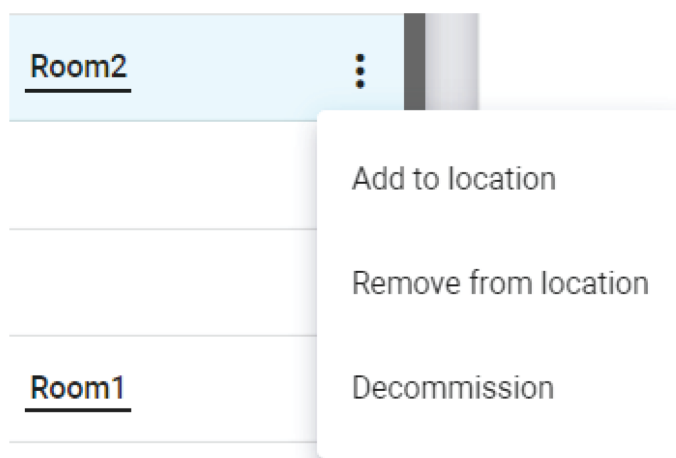 Room2
Add to location
Remove from location
Room1
Decommission